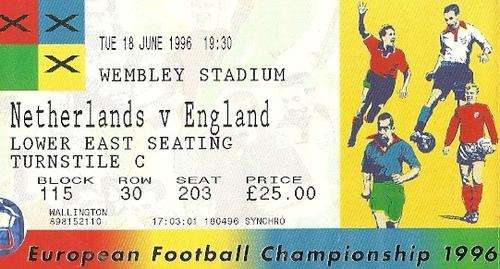 TUE 18 JUNE 1996 19:30
WEMBLEY STADIUM
Netherlands v England
LOWER EAST SEATING
TURNSTILE C
BLOCK ROW SEAT PRICE
115 30 203 £25.00
WALLINGTON
898152110 17:03:01 180496 SYNCHRO
European Football Championship 1996